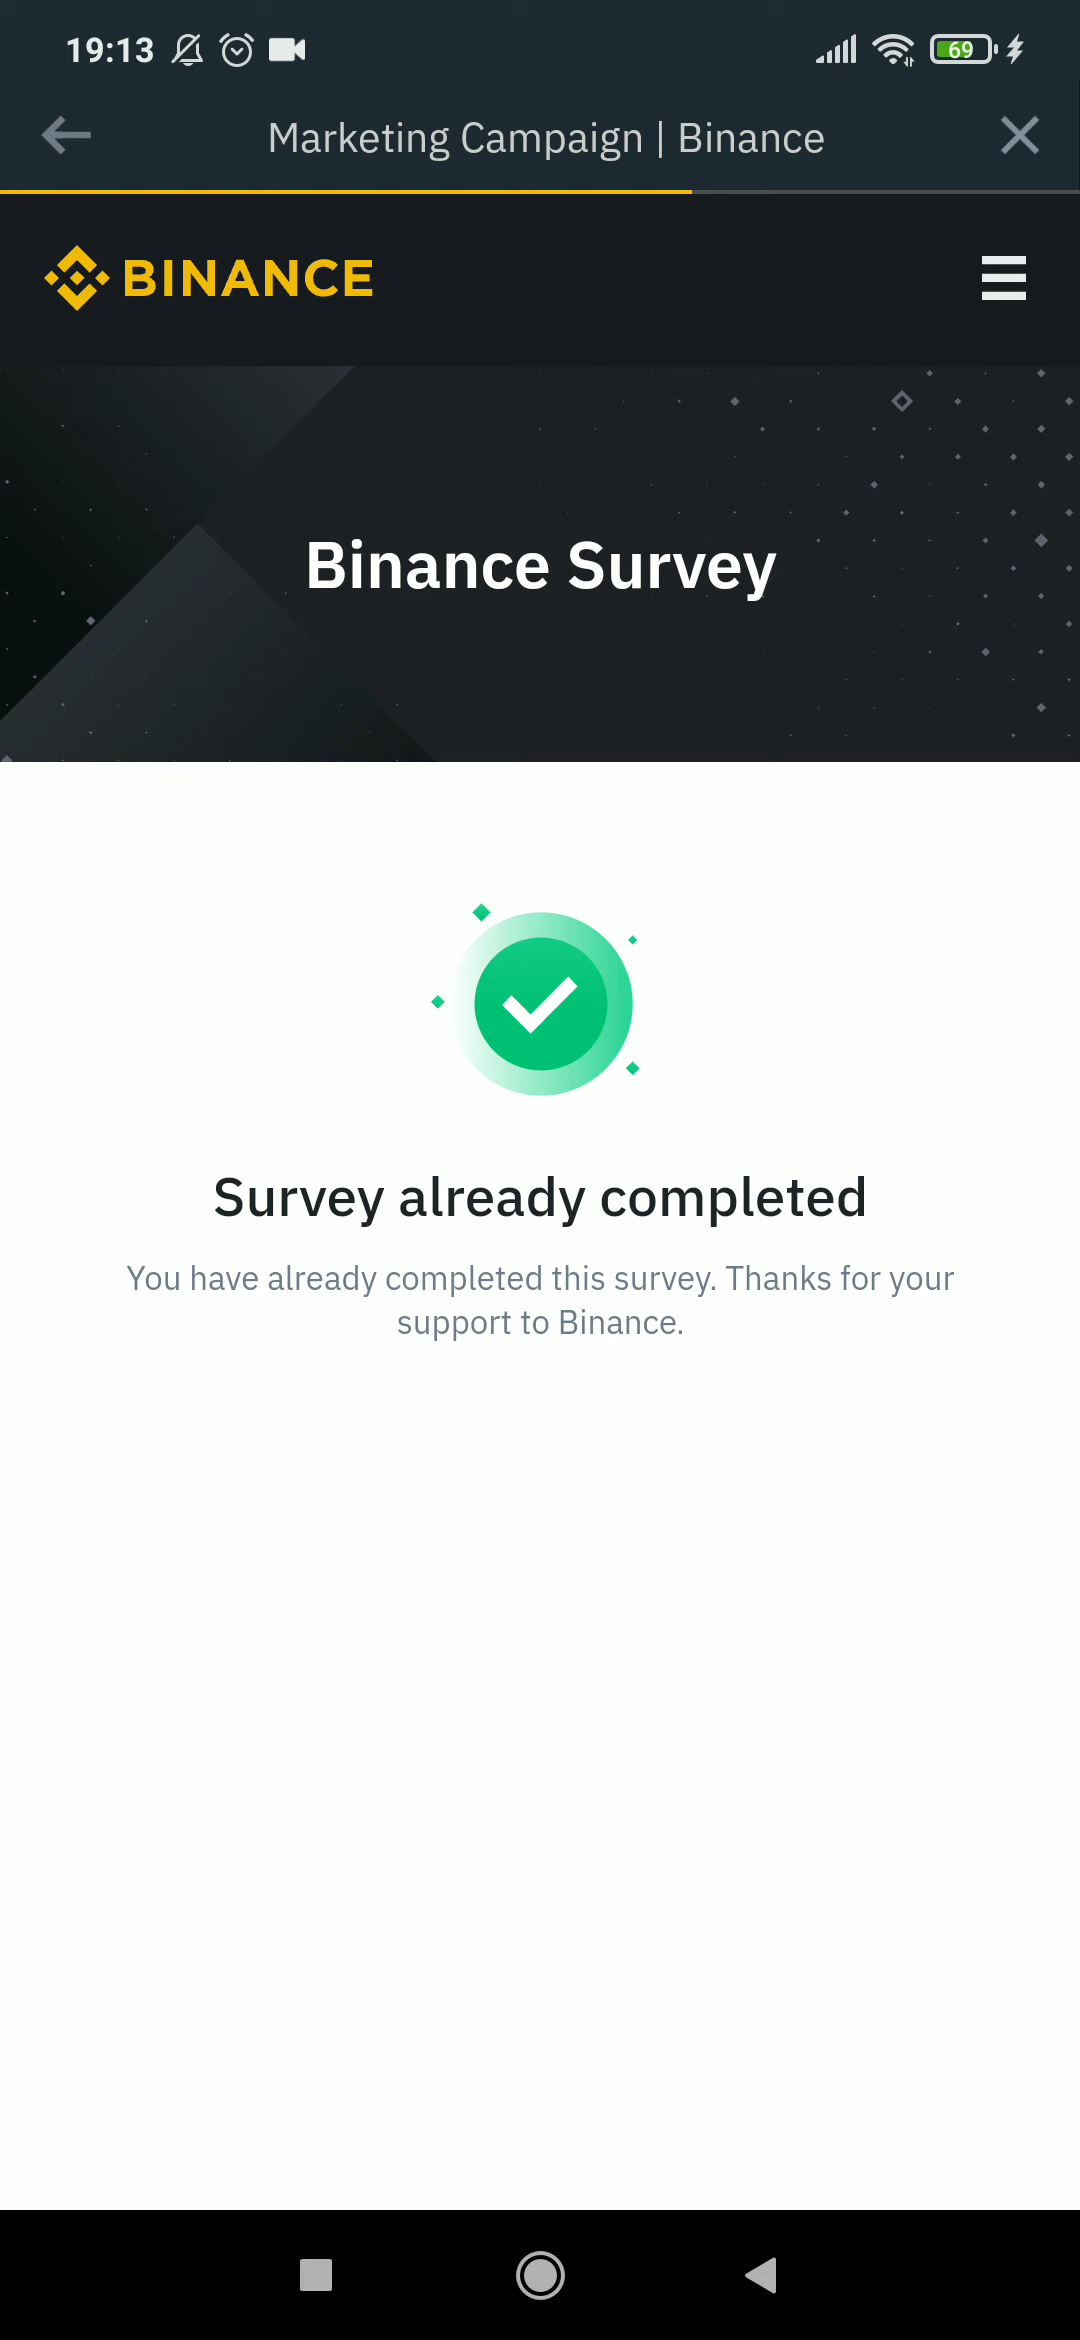 19:13
69
Marketing Campaign | Binance
BINANCE
Binance Survey
Survey already completed
You have already completed this survey. Thanks for your
support to Binance.